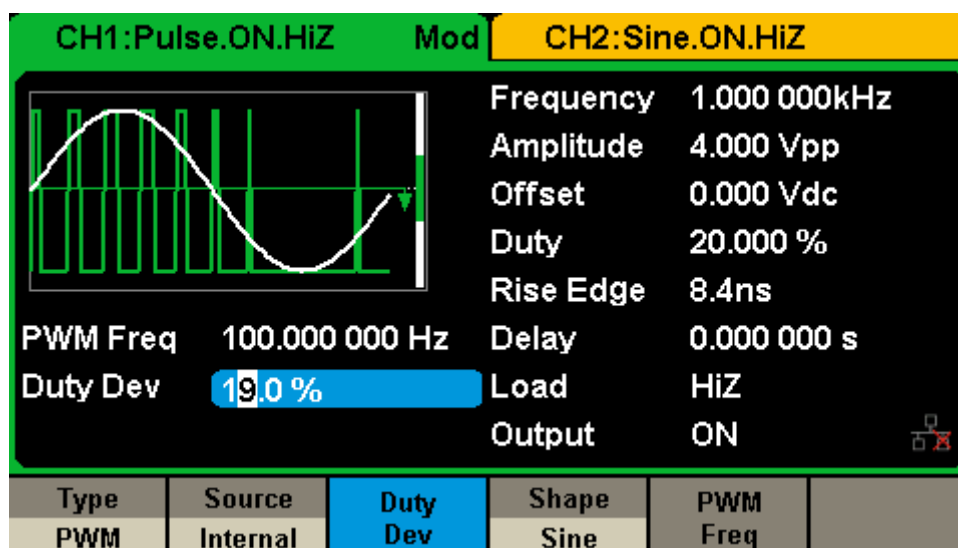 CH1:Pulse.ON.HiZ Mod CH2:Sine.ON.HiZ
Frequency 1.000 000kHz
Amplitude 4.000 Vpp
Offset 0.000 Vdc
Duty 20.000 %
Rise Edge 8.4ns
PWM Freq 100.000 000 Hz Delay 0.000 000 s
Duty Dev 19.0 % Load HiZ
Output ON
Type Source Duty Shape PWM
PWM Internal Dev Sine Freq